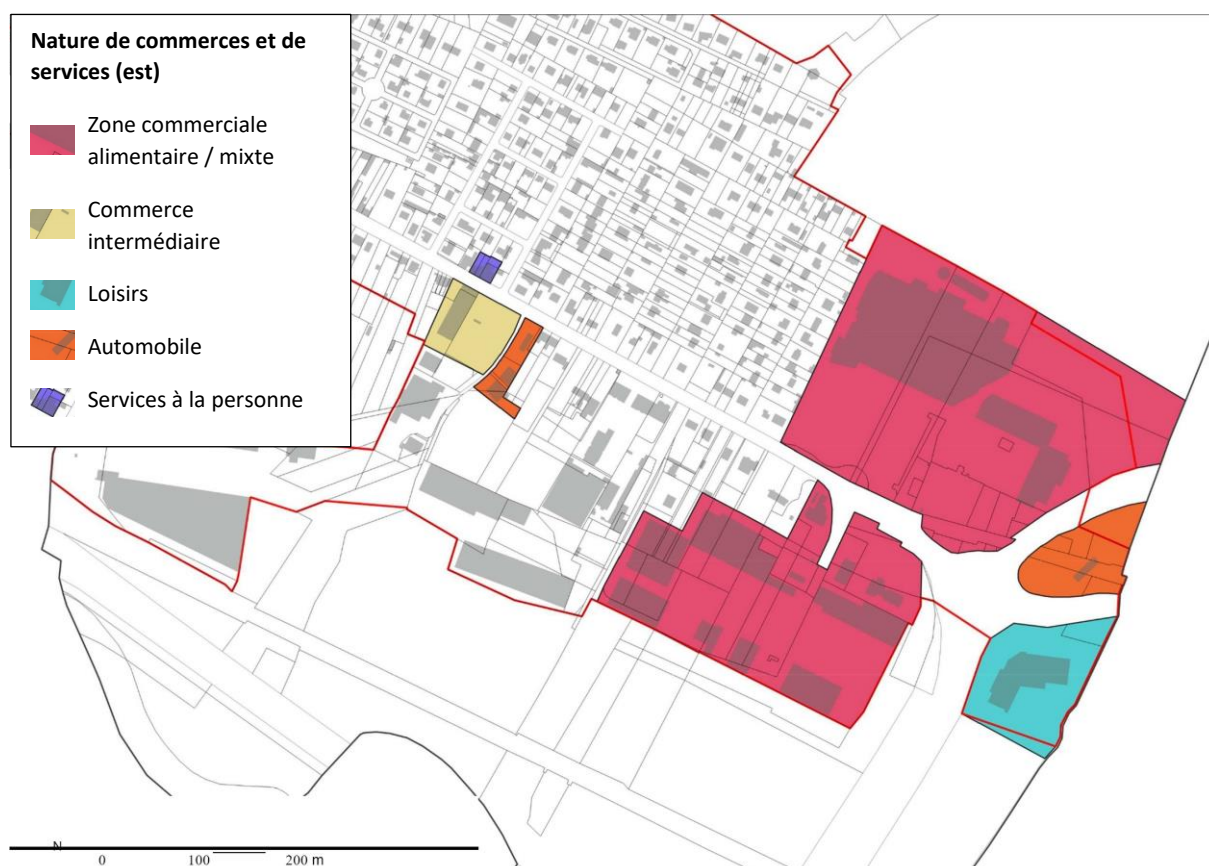 Nature de commerces et de
services (est)
Zone commerciale
alimentaire / mixte
Commerce
intermédiaire
Loisirs
Automobile
Services à la personne
N
0 100 200 m